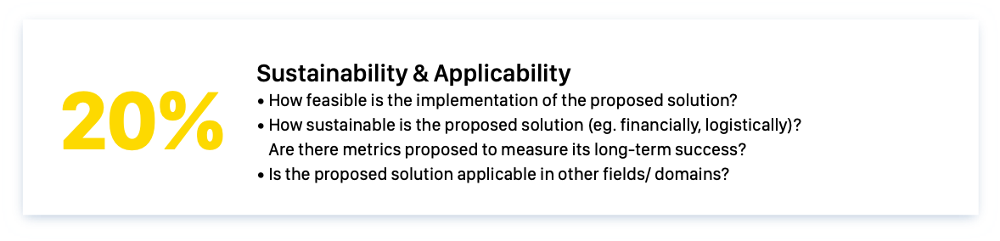 20%
Sustainability & Applicability
• How feasible is the implementation of the proposed solution?
• How sustainable is the proposed solution (eg. financially, logistically)?
Are there metrics proposed to measure its long-term success?
• Is the proposed solution applicable in other fields/ domains?